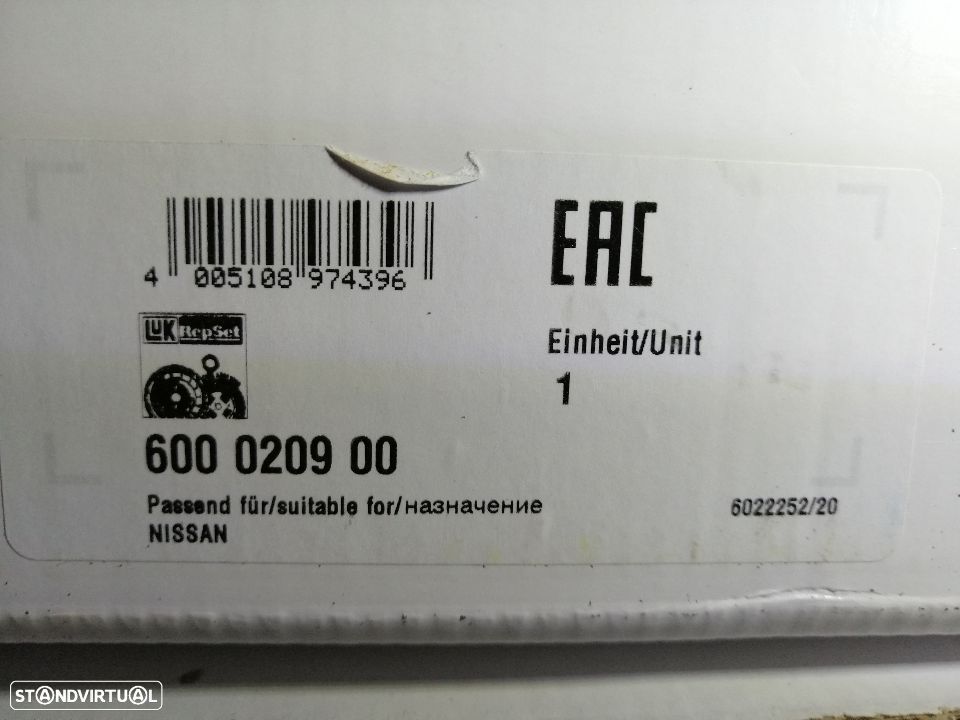 4 005108 974396
EAC
LUK RepSet
Einheit/Unit
1
600 0209 00
Passend für/suitable for/назначение
NISSAN
6022252/20
STANDVIRTUAL